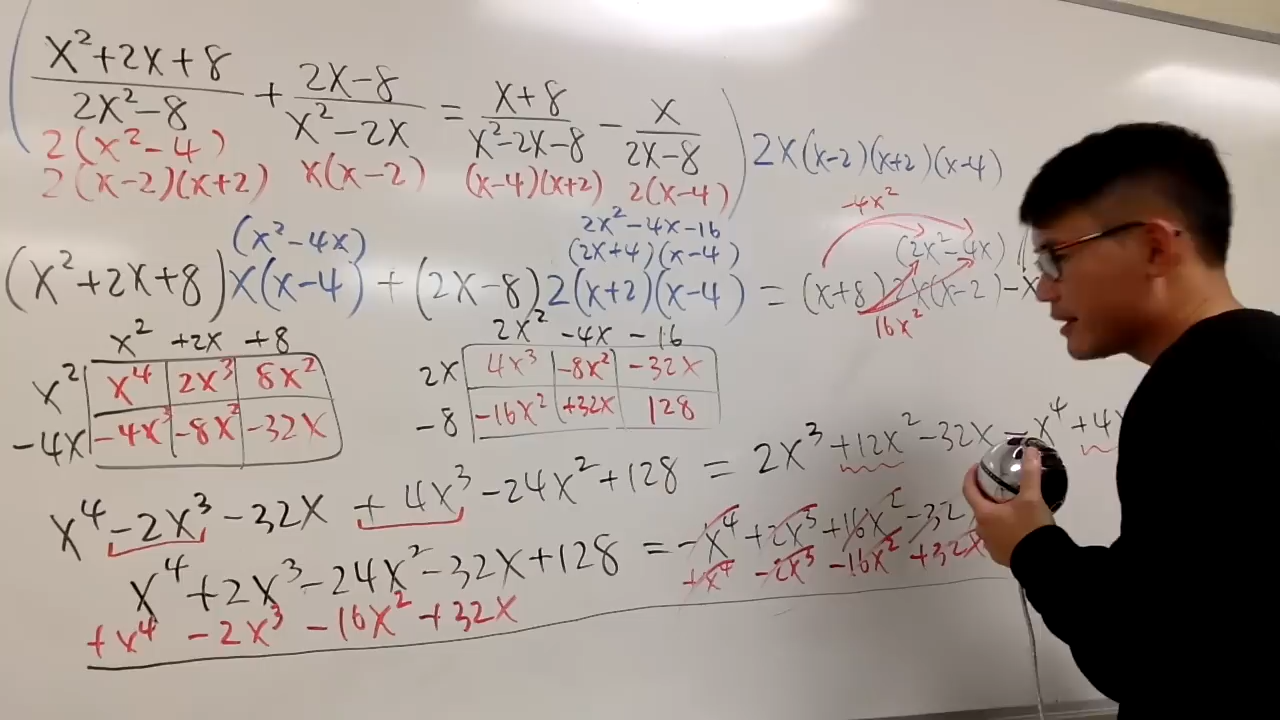 (x²+2x+8 / 2x²-8 + 2x-8 / x²-2x = x+8 / x²-2x-8 - x / 2x-8) 2x(x-2)(x+2)(x-4)
2(x²-4)
2(x-2)(x+2) x(x-2) (x-4)(x+2) 2(x-4)
-4x²
2x²-4x-16
(x²-4x) (2x+4)(x-4) (2x²-4x)
(x²+2x+8)x(x-4) + (2x-8)2(x+2)(x-4) = (x+8)2x(x-2) -x
16x²
x² +2x +8 2x² -4x -16
x² x⁴ 2x³ 8x² 2x 4x³ -8x² -32x
-4x -4x³ -8x² -32x -8 -16x² +32x 128
x⁴ -2x³ -32x + 4x³ -24x² +128 = 2x³ +12x² -32x - x⁴ +4x
x⁴ +2x³ -24x² -32x +128 = -x⁴ +2x³ +16x² -32
+x⁴ -2x³ -16x² +32x +x⁴ -2x³ -16x² +32x